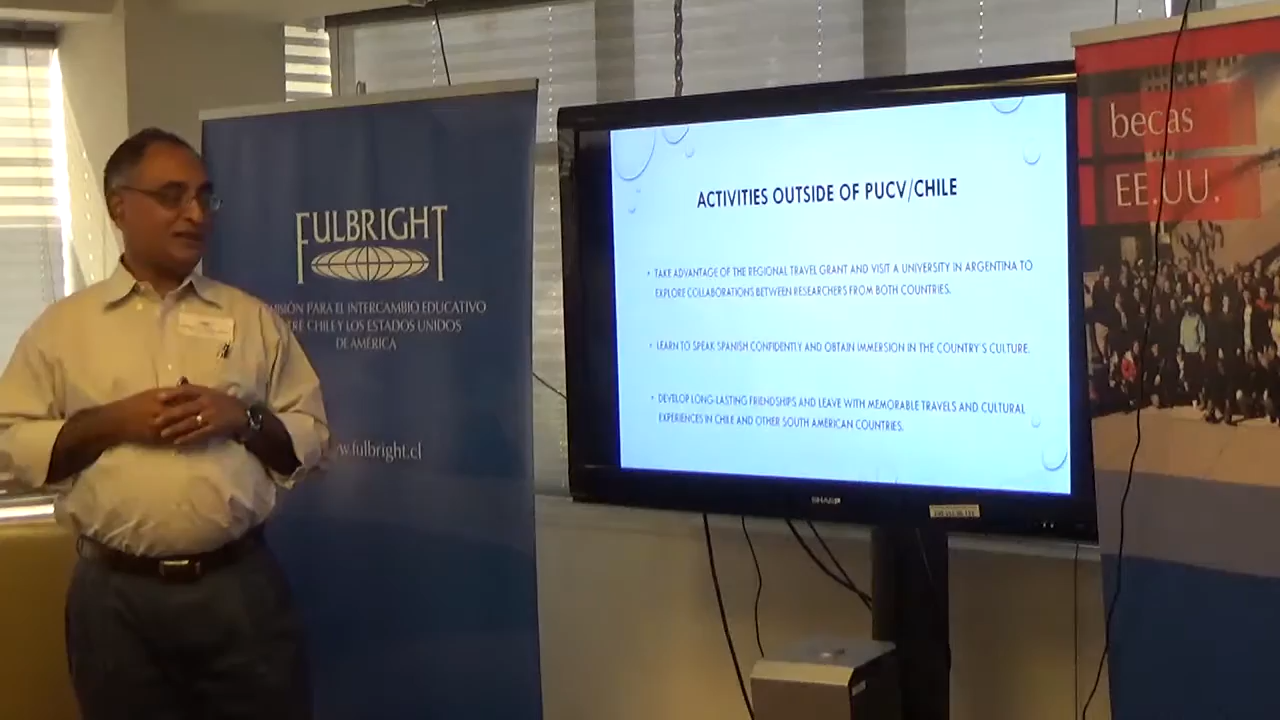 FULBRIGHT
PARA EL INTERCAMBIO EDUCATIVO
CHILE Y LOS ESTADOS UNIDOS
DE AMÉRICA
w.fulbright.cl
ACTIVITIES OUTSIDE OF PUCV/CHILE
• TAKE ADVANTAGE OF THE REGIONAL TRAVEL GRANT AND VISIT A UNIVERSITY IN ARGENTINA TO
EXPLORE COLLABORATIONS BETWEEN RESEARCHERS FROM BOTH COUNTRIES.
• LEARN TO SPEAK SPANISH CONFIDENTLY AND OBTAIN IMMERSION IN THE COUNTRY'S CULTURE.
• DEVELOP LONG-LASTING FRIENDSHIPS AND LEAVE WITH MEMORABLE TRAVELS AND CULTURAL
EXPERIENCES IN CHILE AND OTHER SOUTH AMERICAN COUNTRIES.
SHARP
becas
EE.UU.